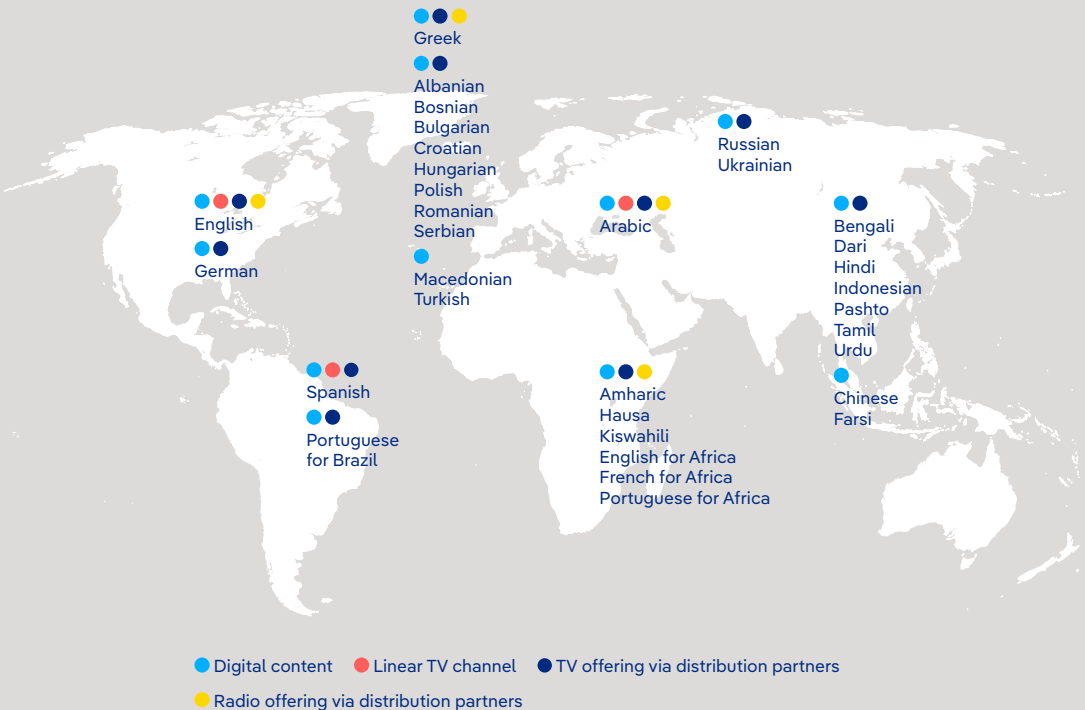 Greek
Albanian
Bosnian
Bulgarian
Croatian
Hungarian
Polish
Romanian
Serbian
Macedonian
Turkish
Russian
Ukrainian
English
German
Arabic
Bengali
Dari
Hindi
Indonesian
Pashto
Tamil
Urdu
Chinese
Farsi
Spanish
Portuguese
for Brazil
Amharic
Hausa
Kiswahili
English for Africa
French for Africa
Portuguese for Africa
Digital content
Linear TV channel
TV offering via distribution partners
Radio offering via distribution partners